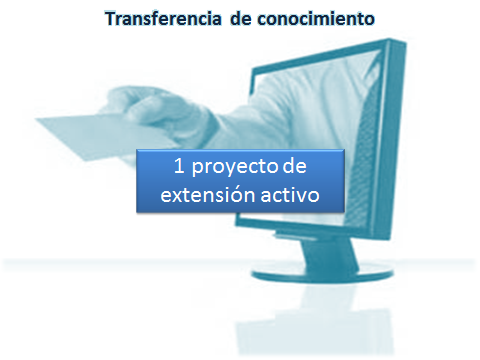 Transferencia de conocimiento
1 proyecto de
extensión activo